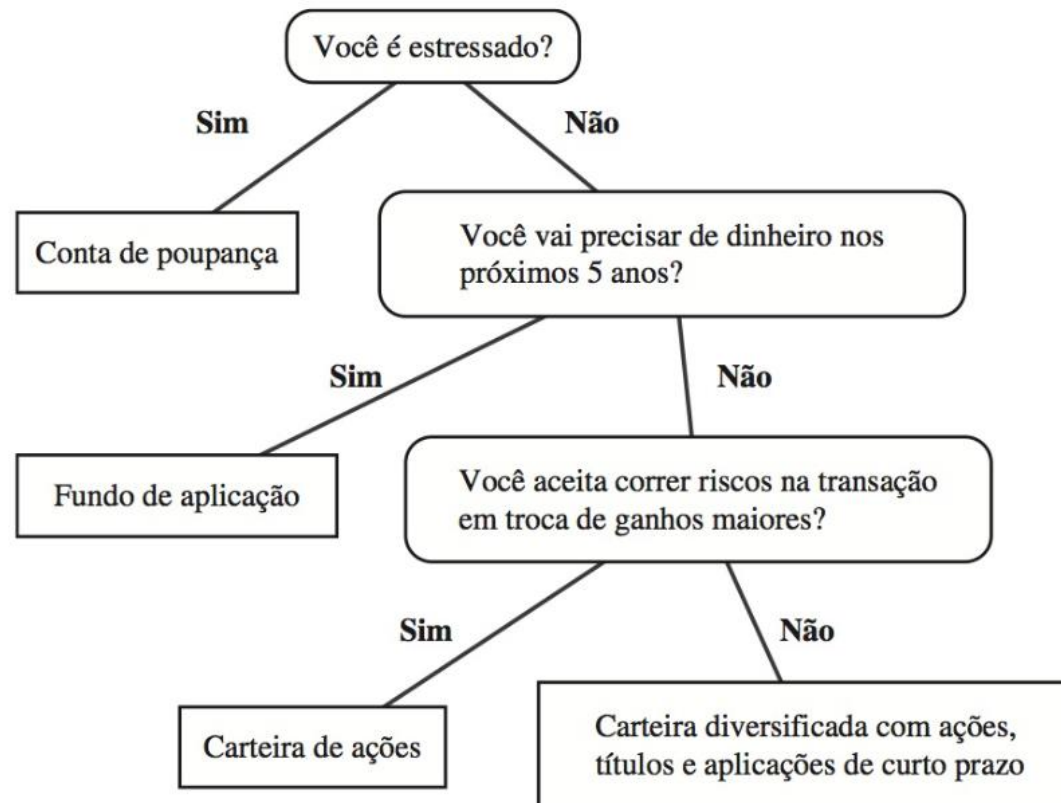 Você é estressado?
Sim
Não
Conta de poupança
Você vai precisar de dinheiro nos
próximos 5 anos?
Sim
Não
Fundo de aplicação
Você aceita correr riscos na transação
em troca de ganhos maiores?
Sim
Não
Carteira de ações
Carteira diversificada com ações,
títulos e aplicações de curto prazo